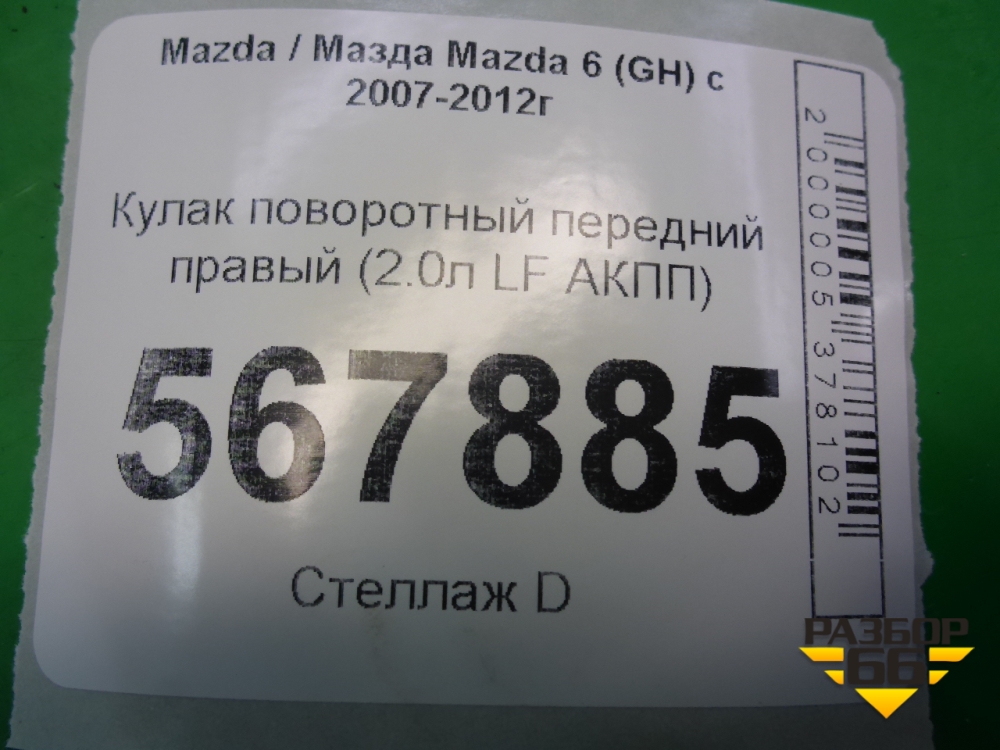 Mazda / Мазда Mazda 6 (GH) с
2007-2012г
Кулак поворотный передний
правый (2.0л LF АКПП)
567885
Стеллаж D
2000005378102
РАЗБОР
66